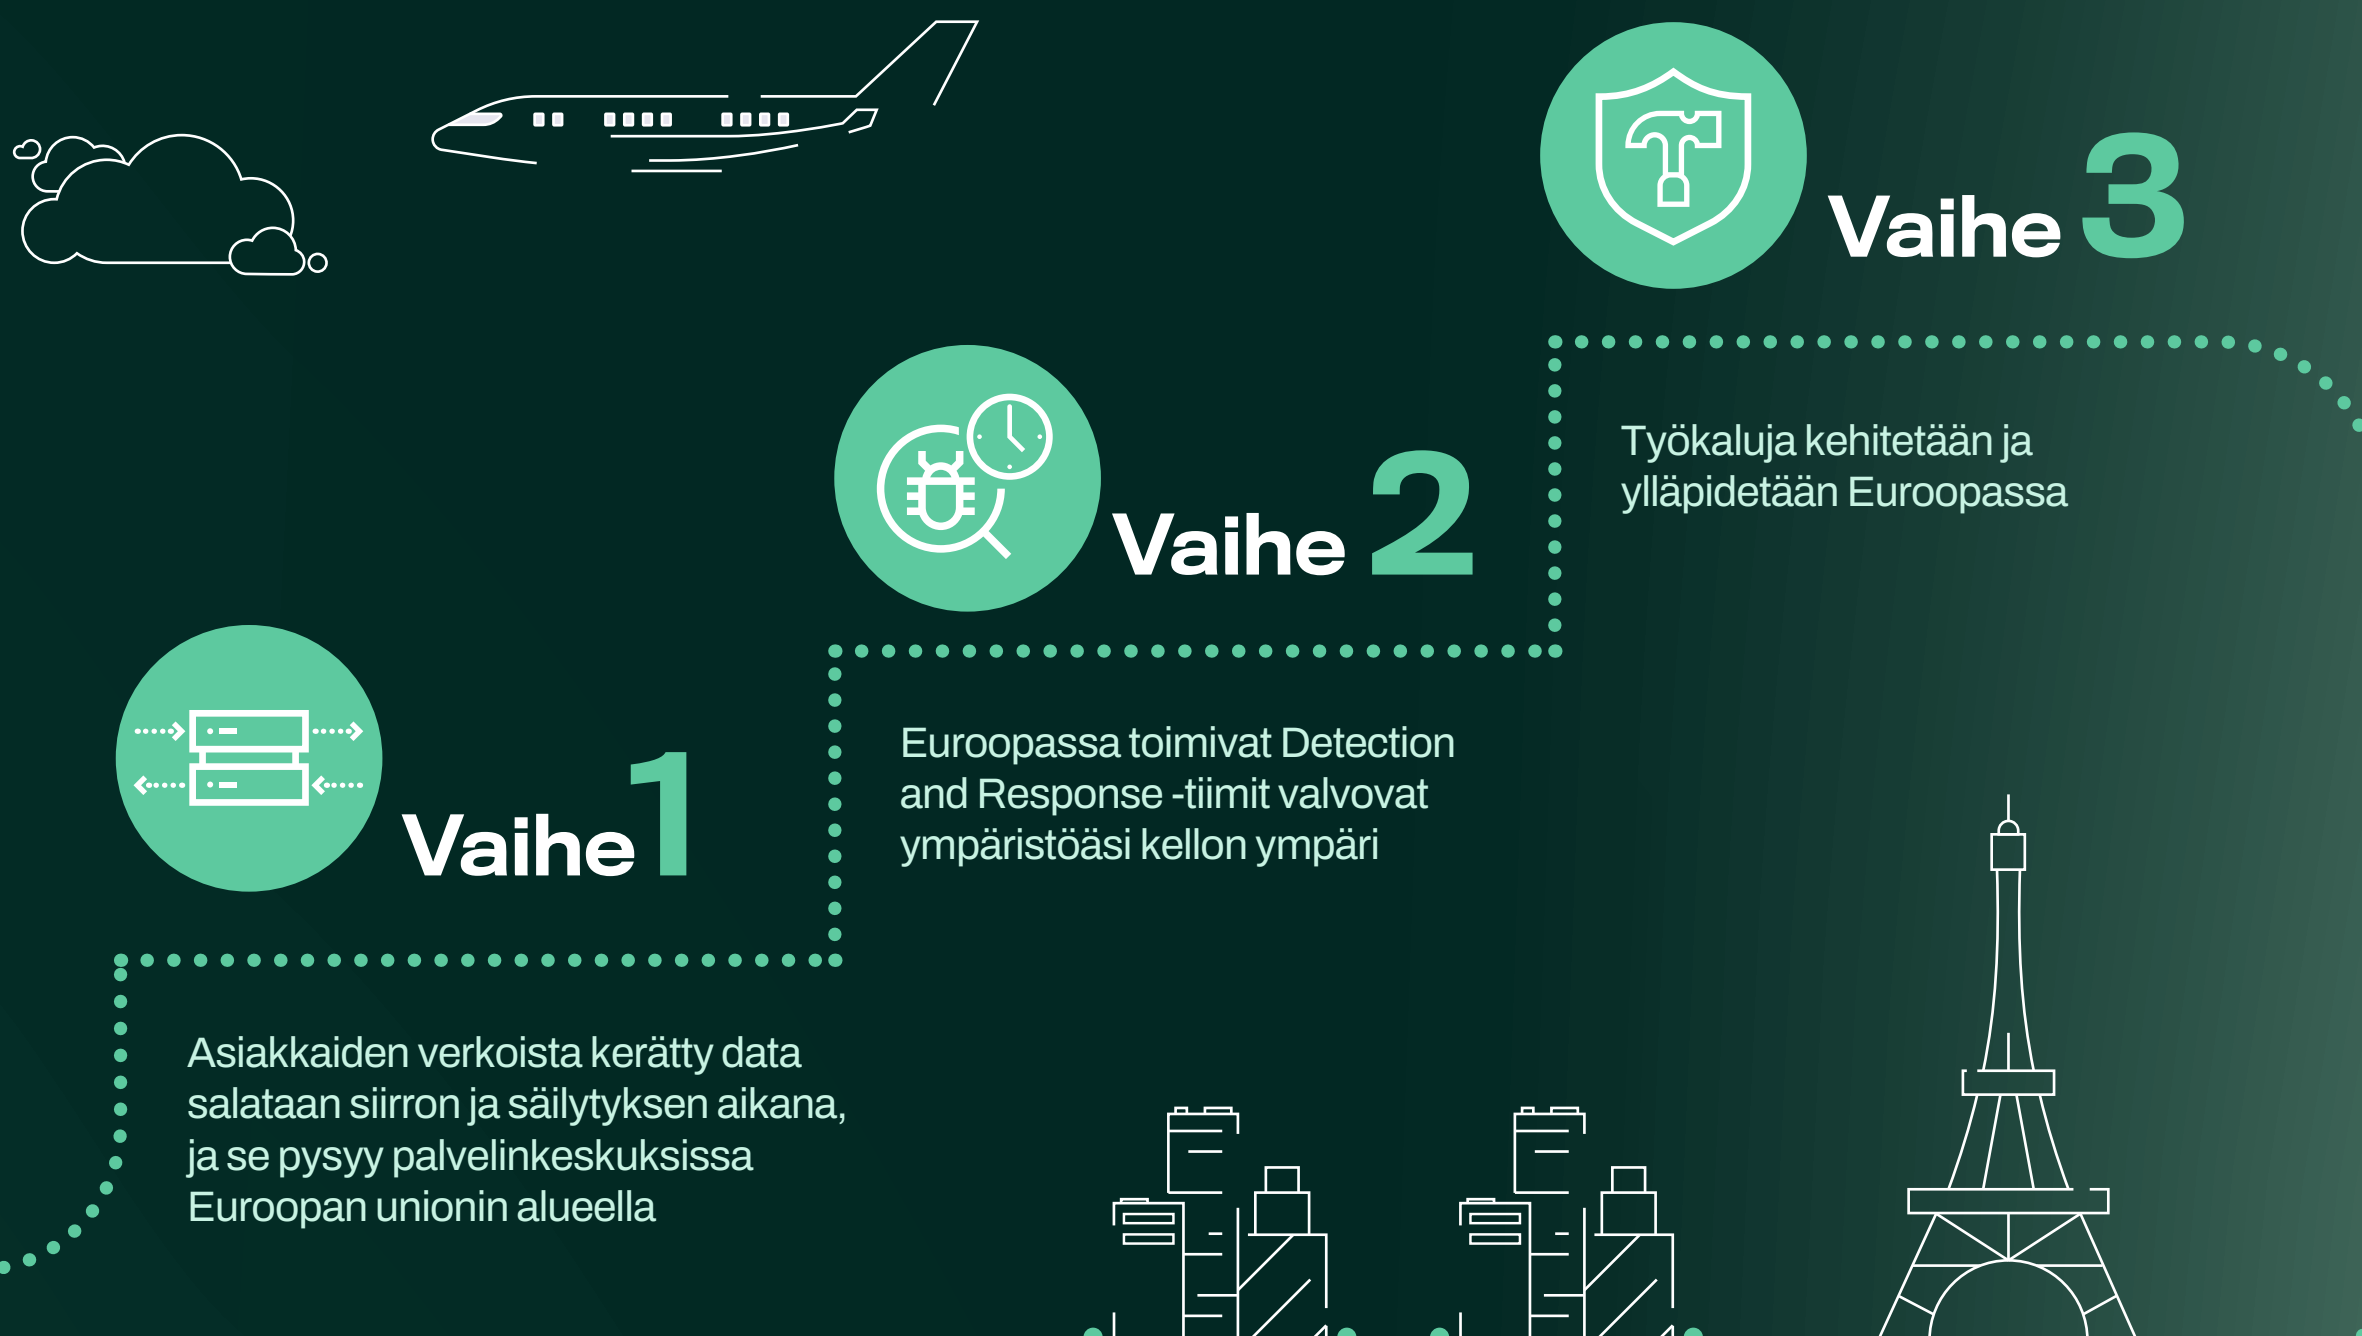 Vaihe 1
Asiakkaiden verkoista kerätty data
salataan siirron ja säilytyksen aikana,
ja se pysyy palvelinkeskuksissa
Euroopan unionin alueella
Vaihe 2
Euroopassa toimivat Detection
and Response -tiimit valvovat
ympäristöäsi kellon ympäri
Vaihe 3
Työkaluja kehitetään ja
ylläpidetään Euroopassa